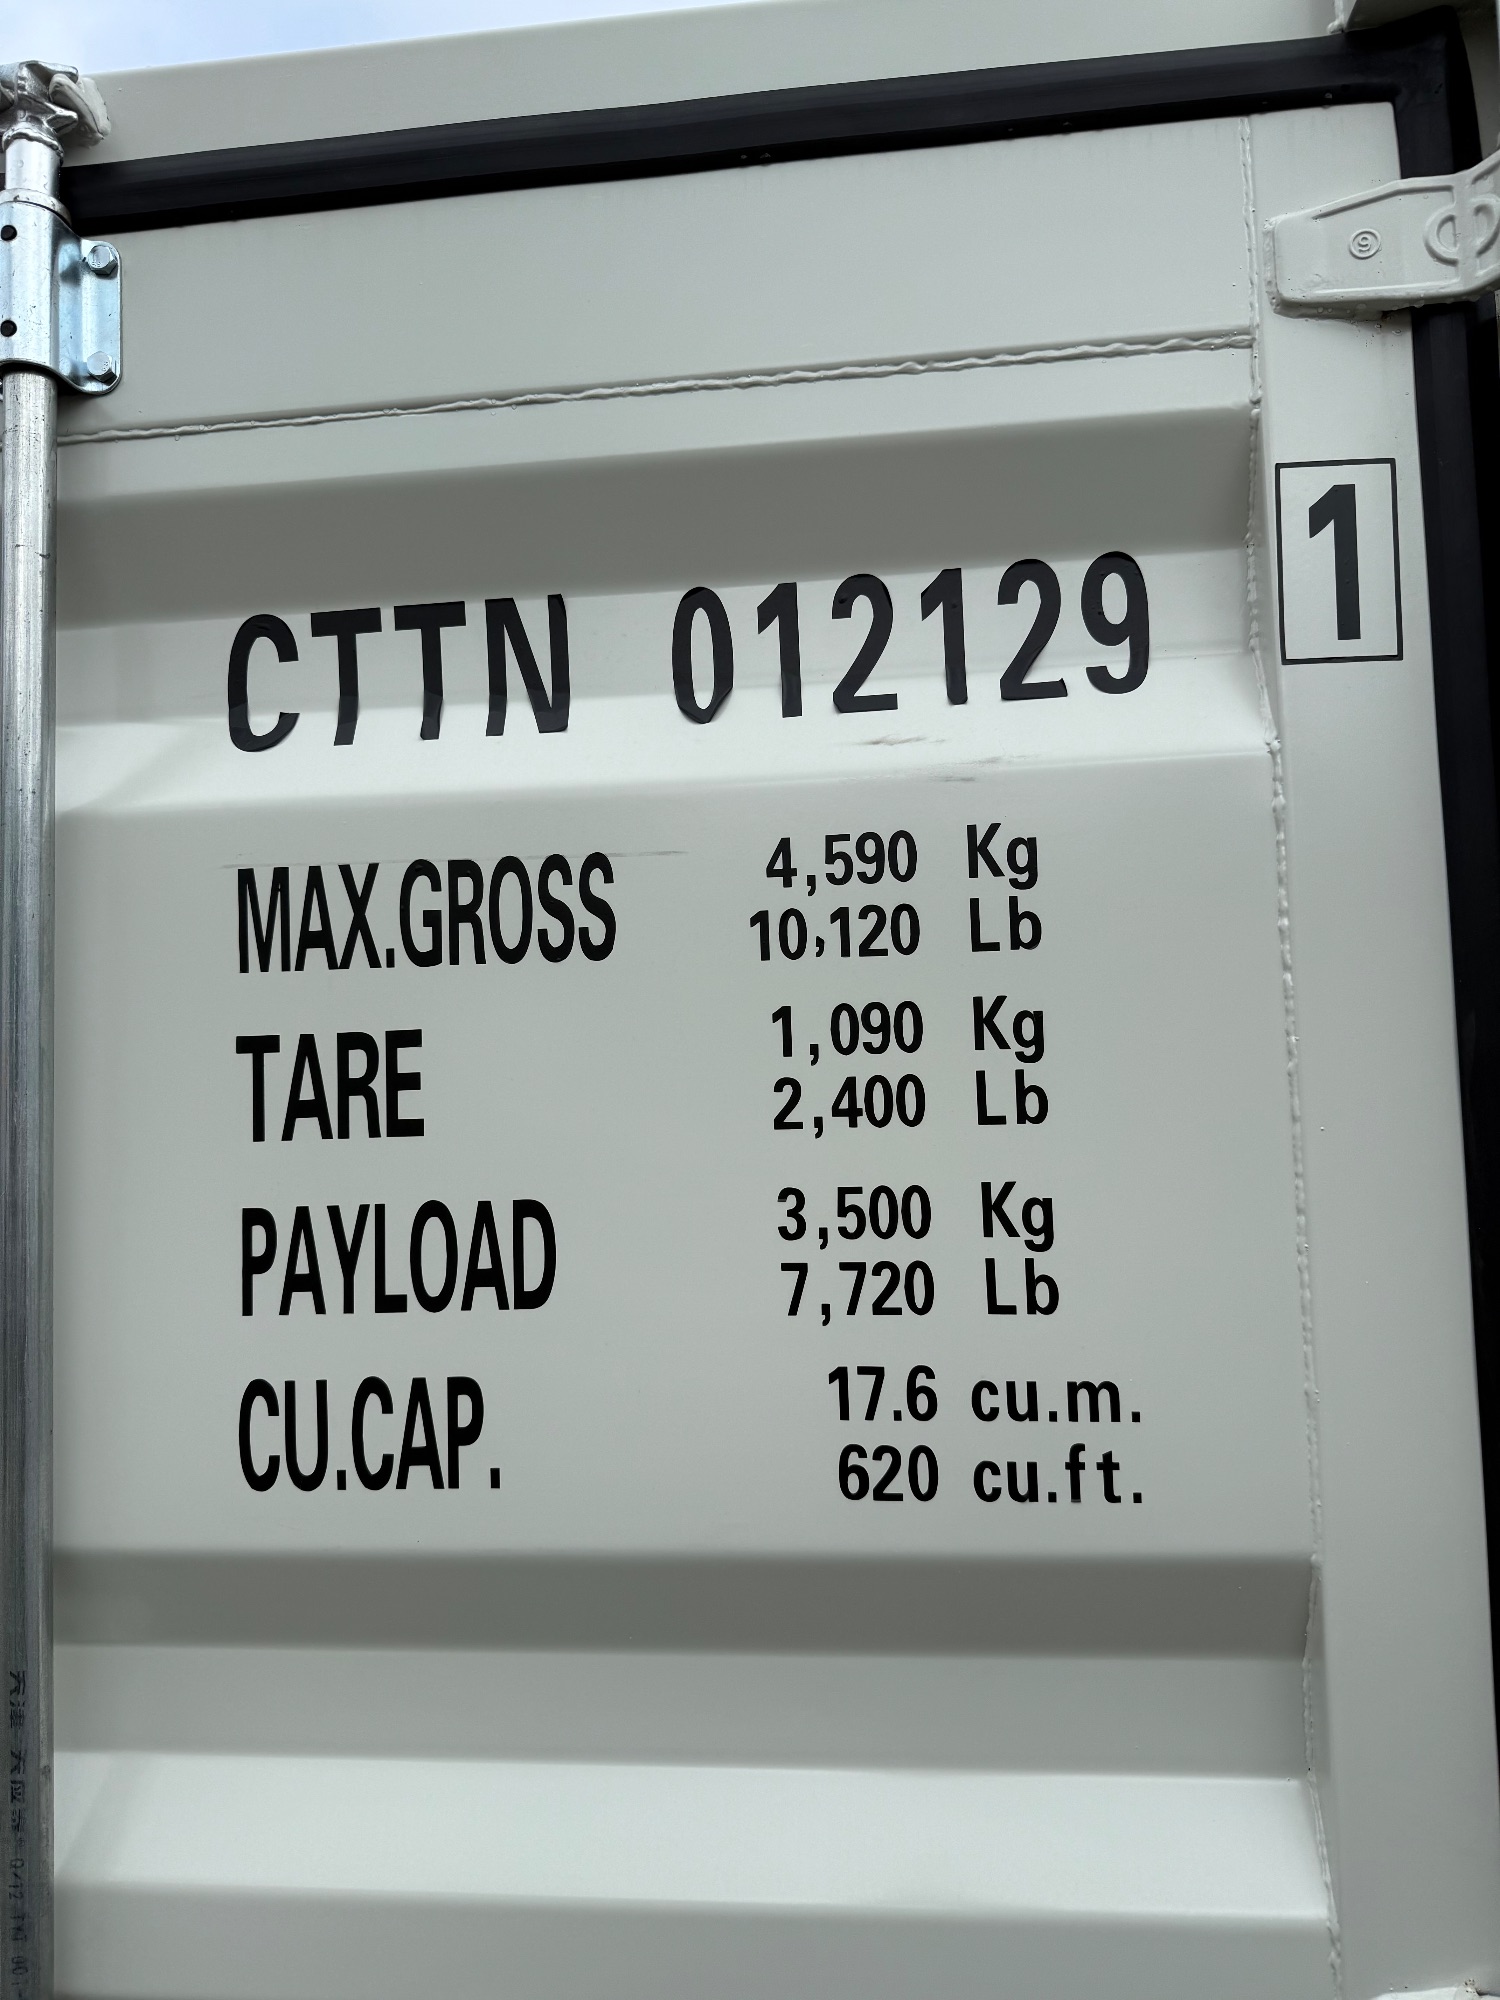 CTTN 012129 1
MAX.GROSS 4,590 Kg
10,120 Lb
TARE 1,090 Kg
2,400 Lb
PAYLOAD 3,500 Kg
7,720 Lb
CU.CAP. 17.6 cu.m.
620 cu.ft.